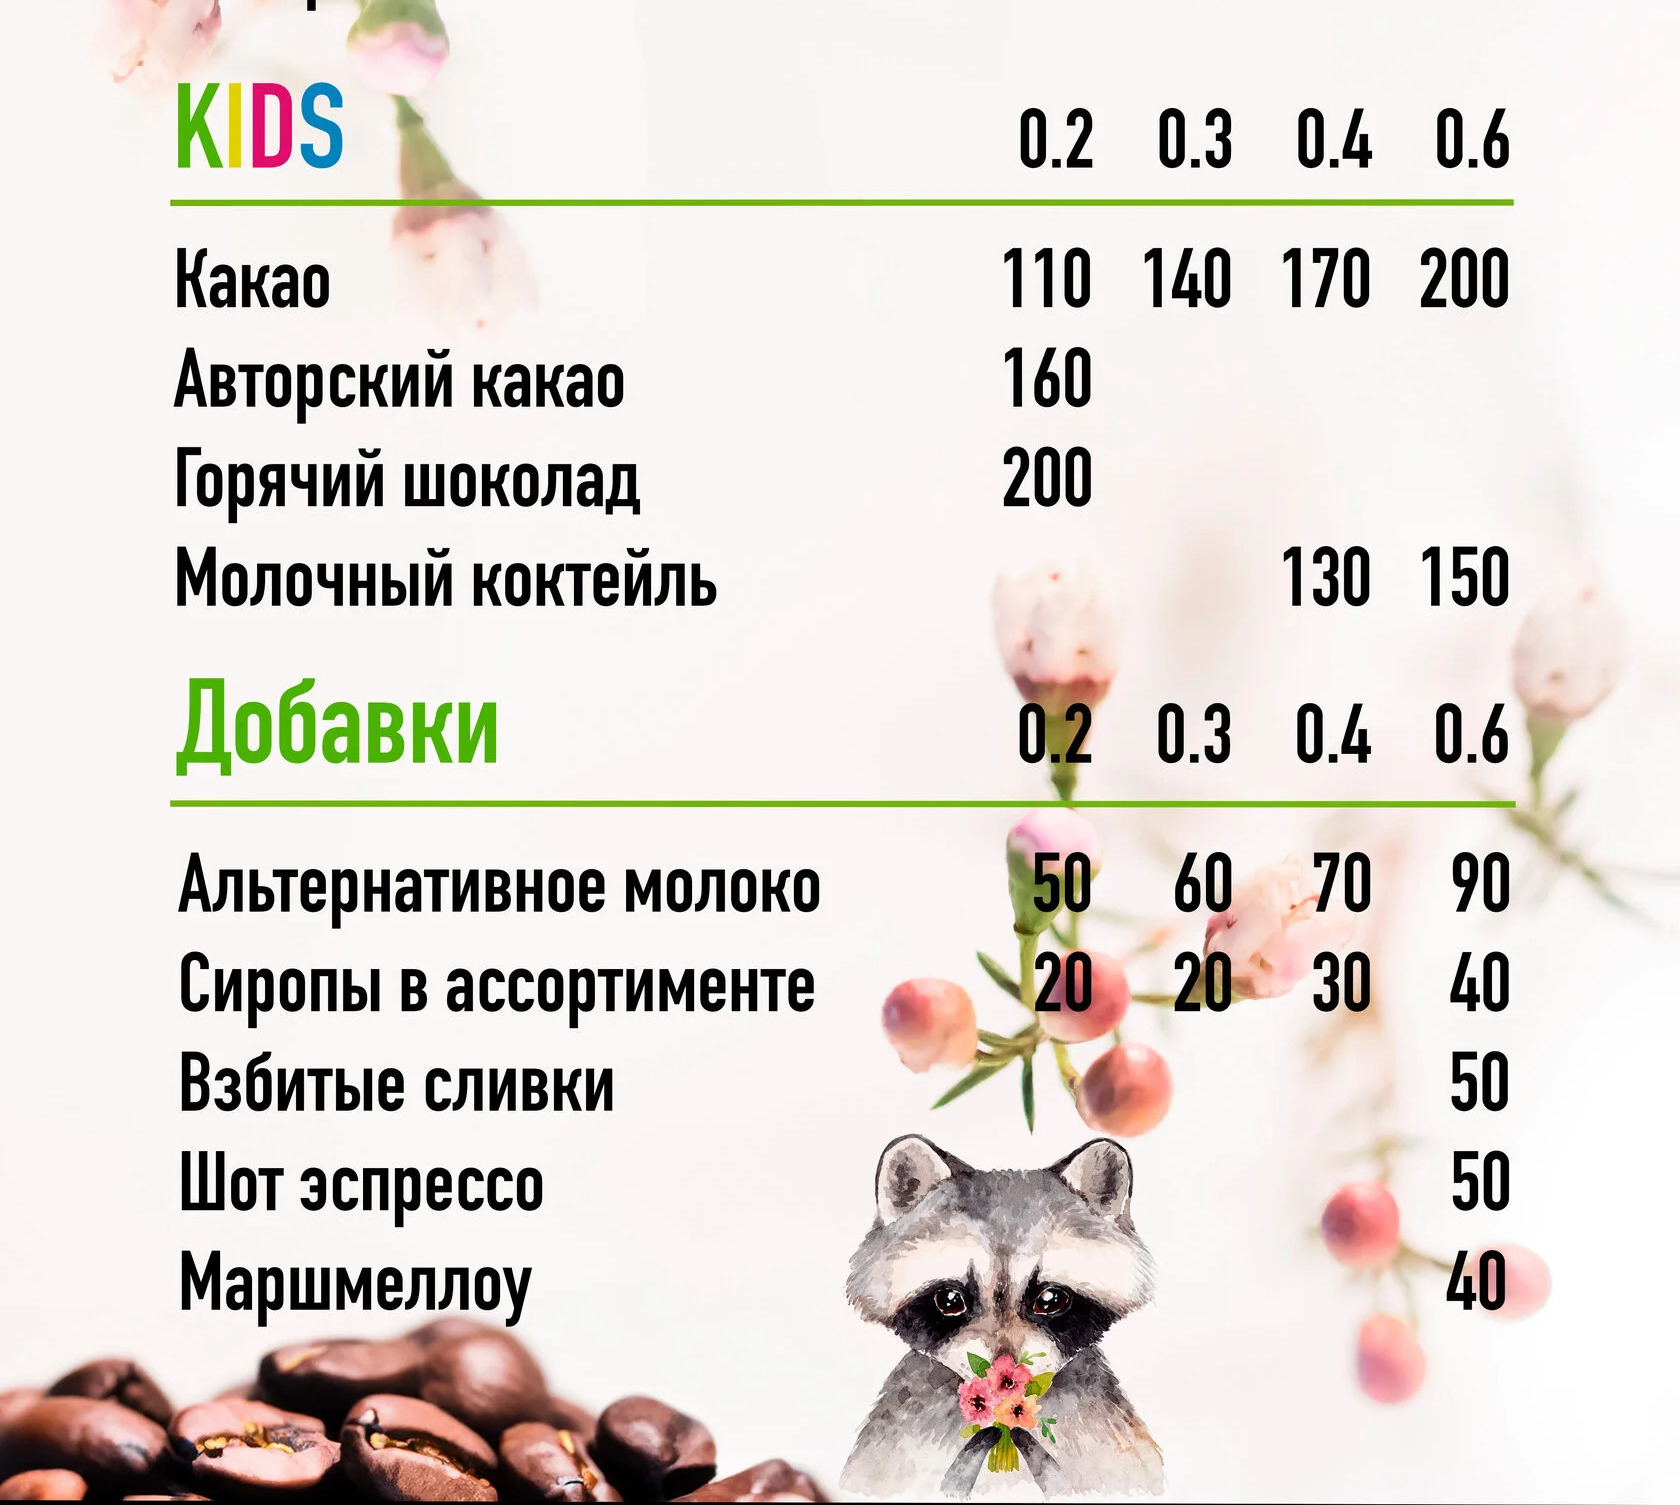 KIDS 0.2 0.3 0.4 0.6
Какао 110 140 170 200
Авторский какао 160
Горячий шоколад 200
Молочный коктейль 130 150
Добавки 0.2 0.3 0.4 0.6
Альтернативное молоко 50 60 70 90
Сиропы в ассортименте 20 20 30 40
Взбитые сливки 50
Шот эспрессо 50
Маршмеллоу 40